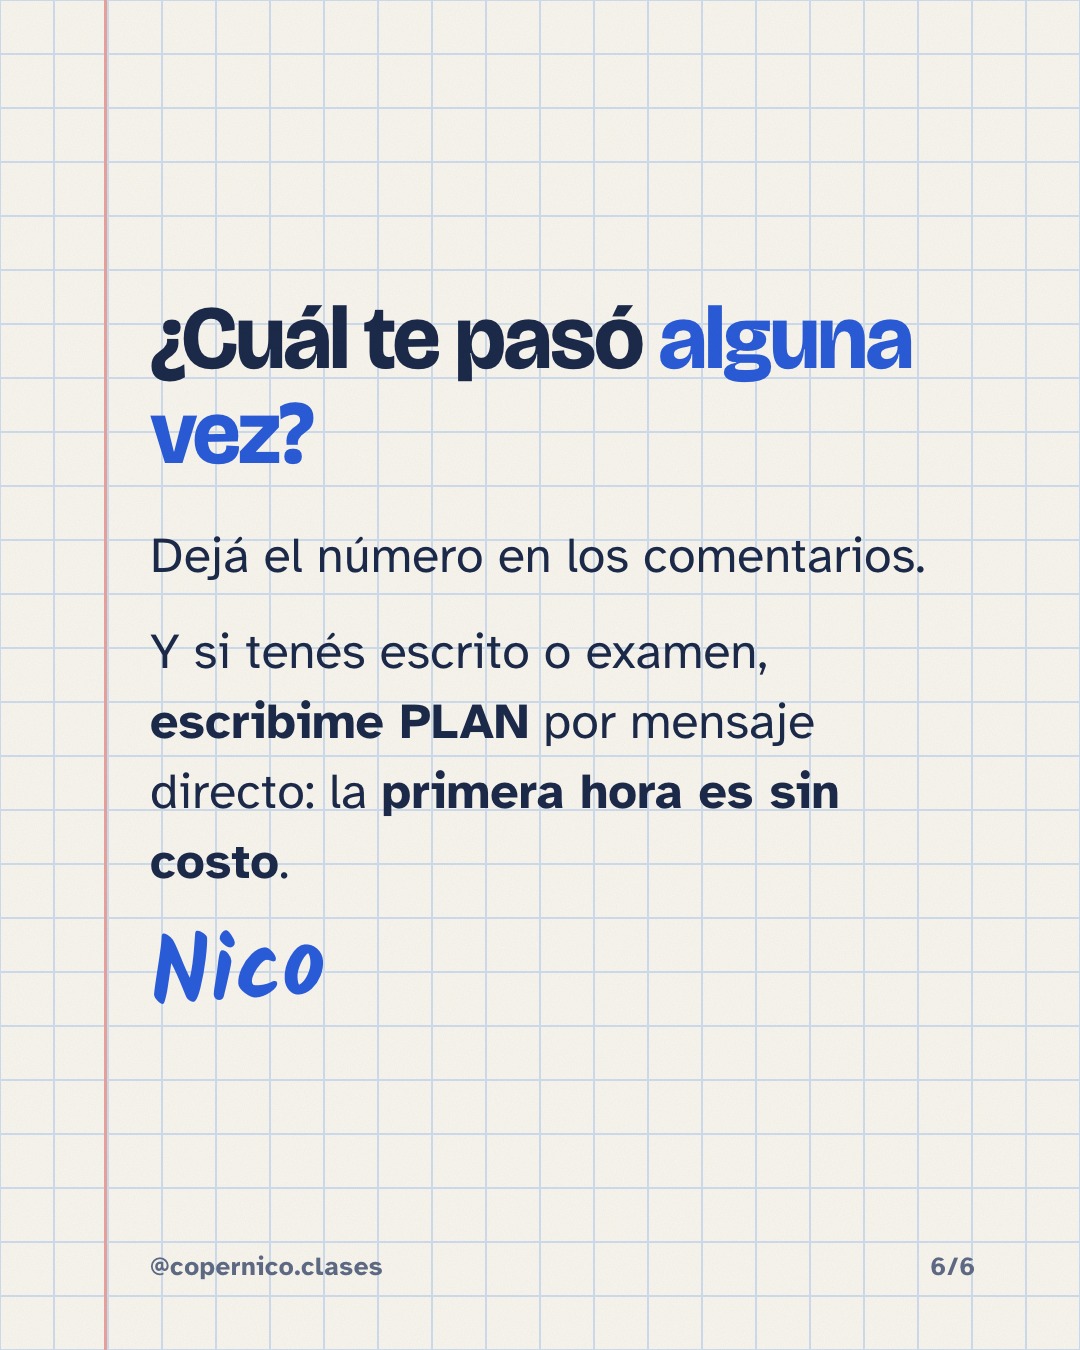 ¿Cuál te pasó alguna
vez?
Dejá el número en los comentarios.
Y si tenés escrito o examen,
escribime PLAN por mensaje
directo: la primera hora es sin
costo.
Nico
@copernico.clases
6/6